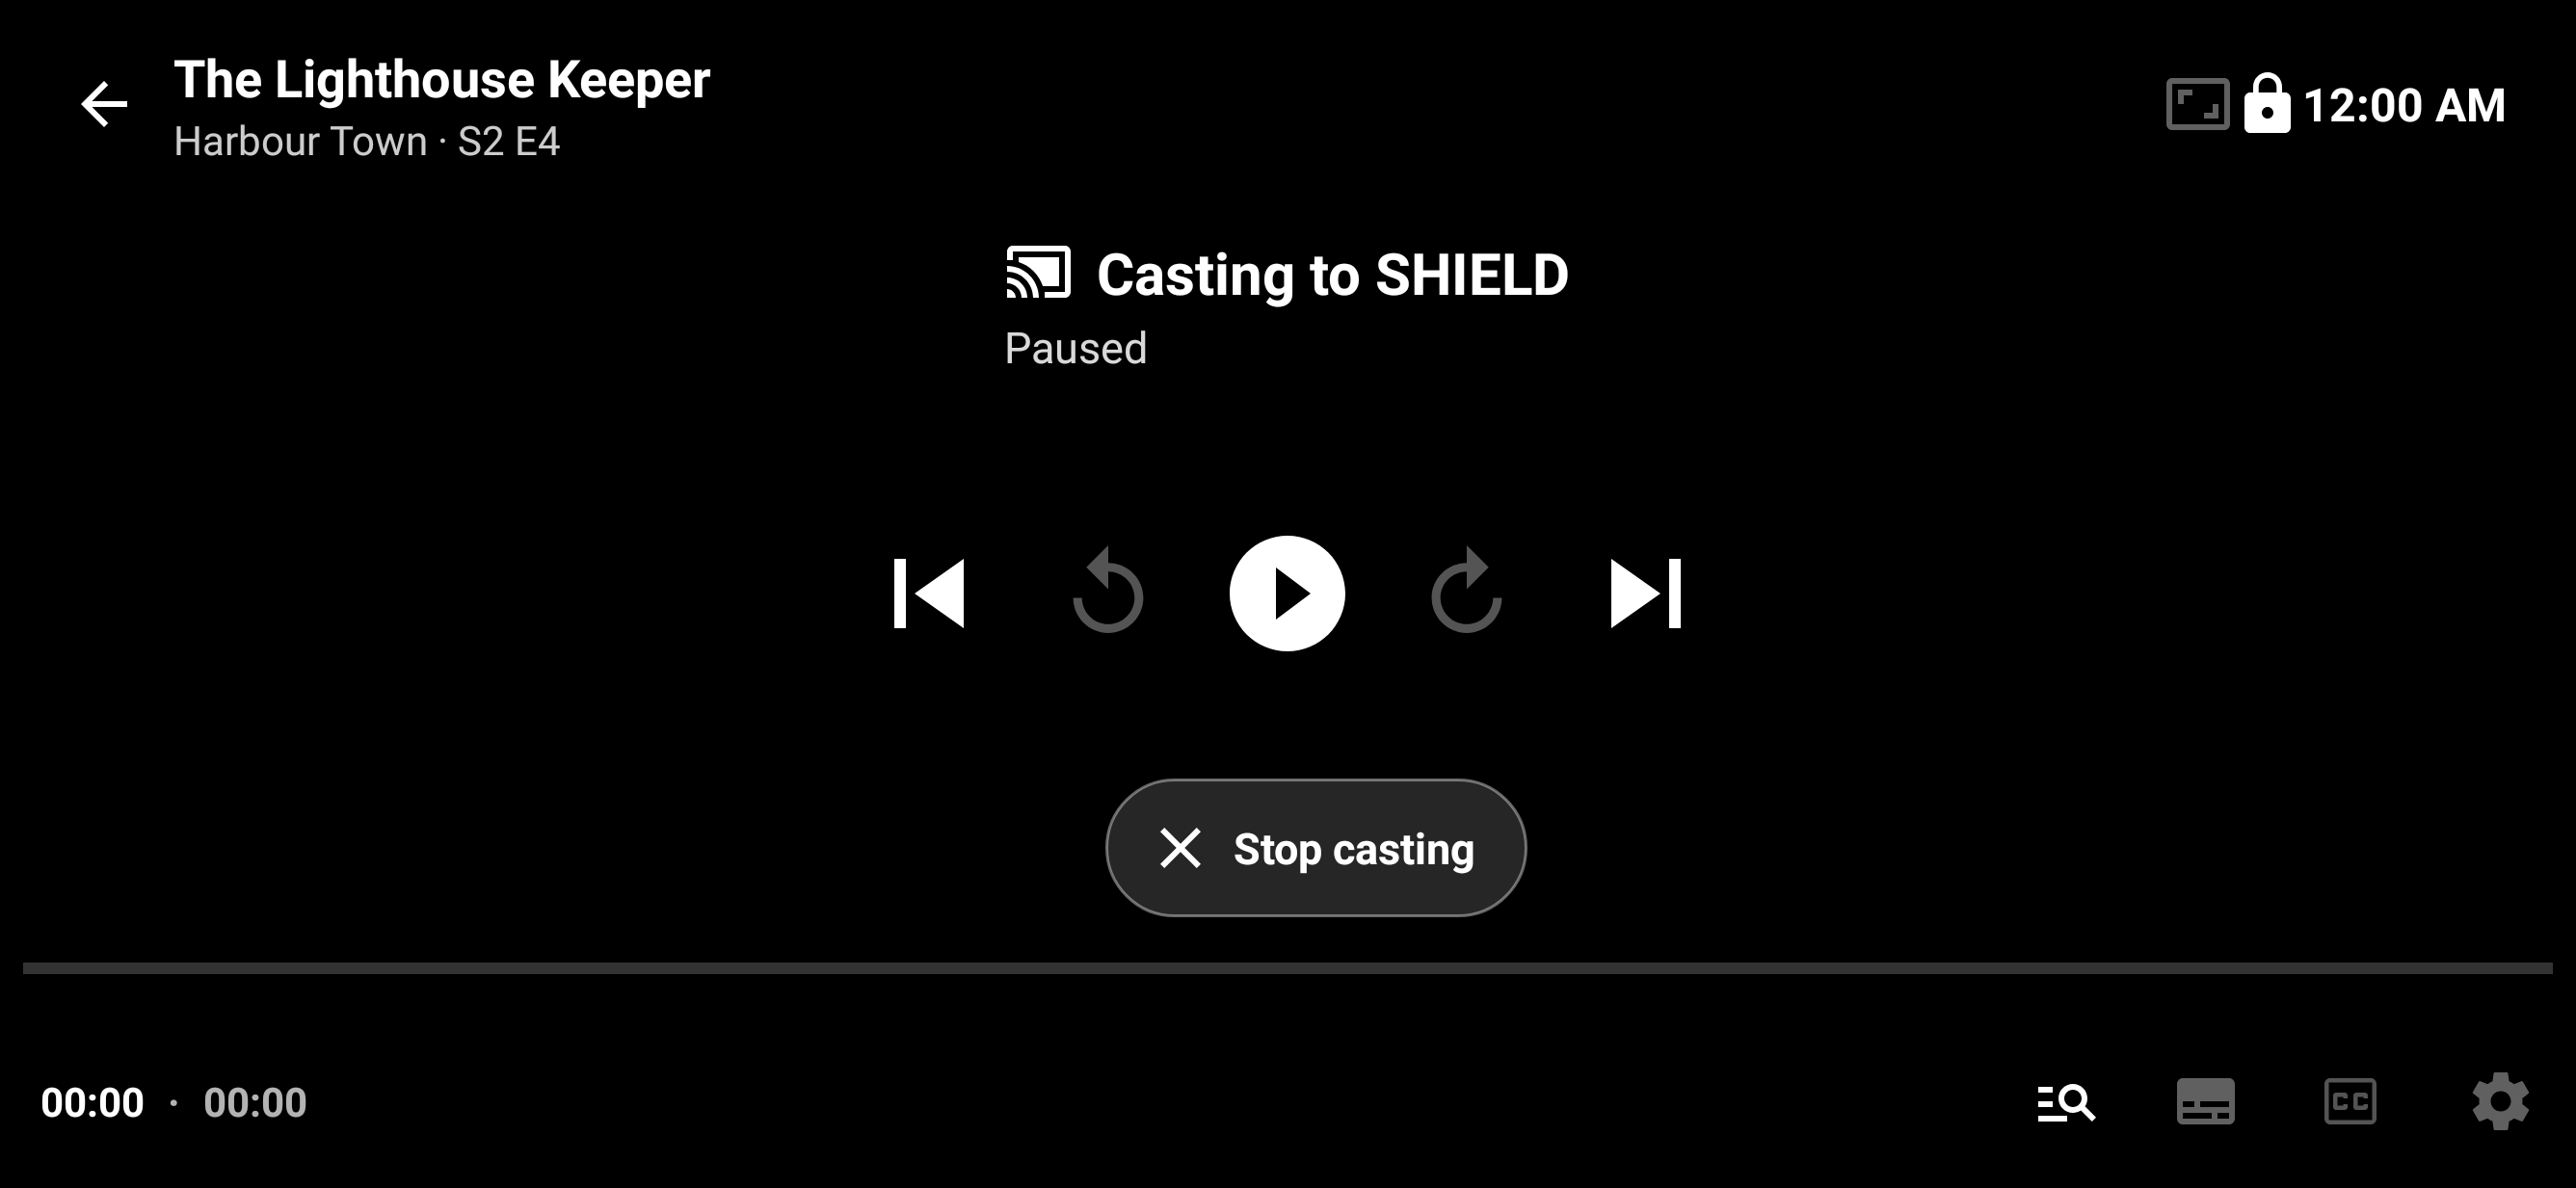 The Lighthouse Keeper
Harbour Town · S2 E4
12:00 AM
Casting to SHIELD
Paused
Stop casting
00:00 · 00:00
CC